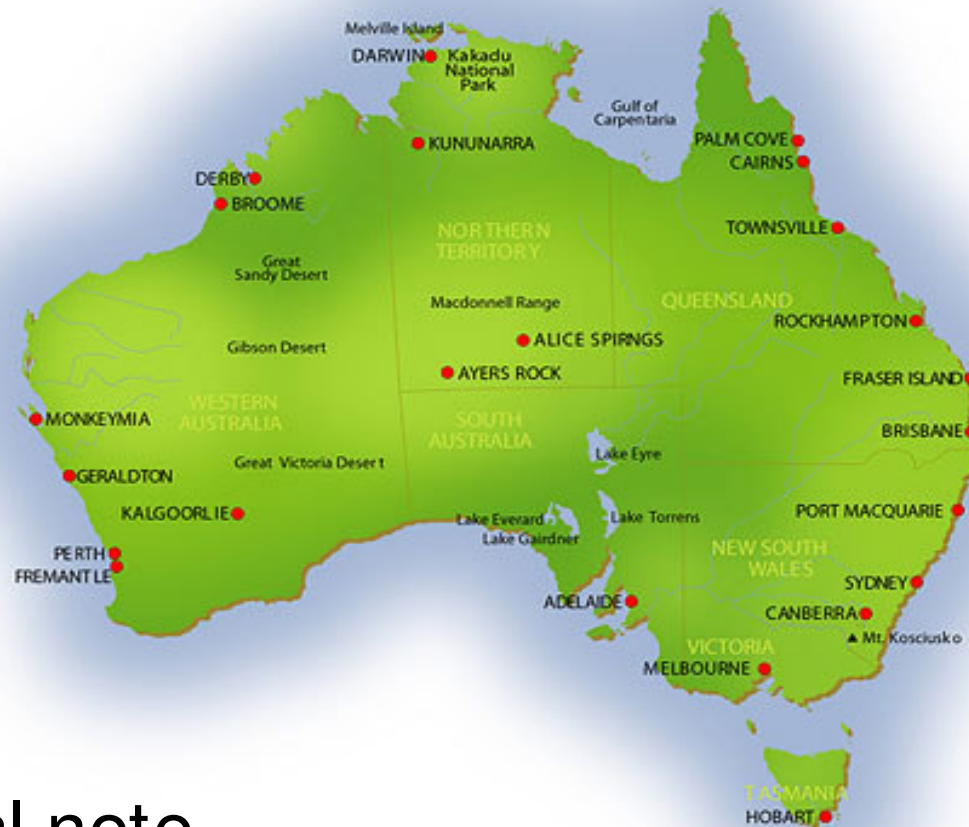 Melville Island
DARWIN
Kakadu
National
Park
Gulf of
Carpentaria
KUNUNARRA
PALM COVE
CAIRNS
DERBY
BROOME
TOWNSVILLE
NORTHERN
TERRITORY
Great
Sandy Desert
Macdonnell Range
QUEENSLAND
ROCKHAMPTON
ALICE SPIRNGS
Gibson Desert
AYERS ROCK
FRASER ISLAND
WESTERN
AUSTRALIA
SOUTH
AUSTRALIA
MONKEYMIA
BRISBANE
Lake Eyre
Great Victoria Desert
GERALDTON
KALGOORLIE
Lake Everard
Lake Torrens
PORT MACQUARIE
Lake Gairdner
PERTH
FREMANTLE
NEW SOUTH
WALES
SYDNEY
ADELAIDE
CANBERRA
Mt. Kosciusko
VICTORIA
MELBOURNE
TASMANIA
HOBART
note